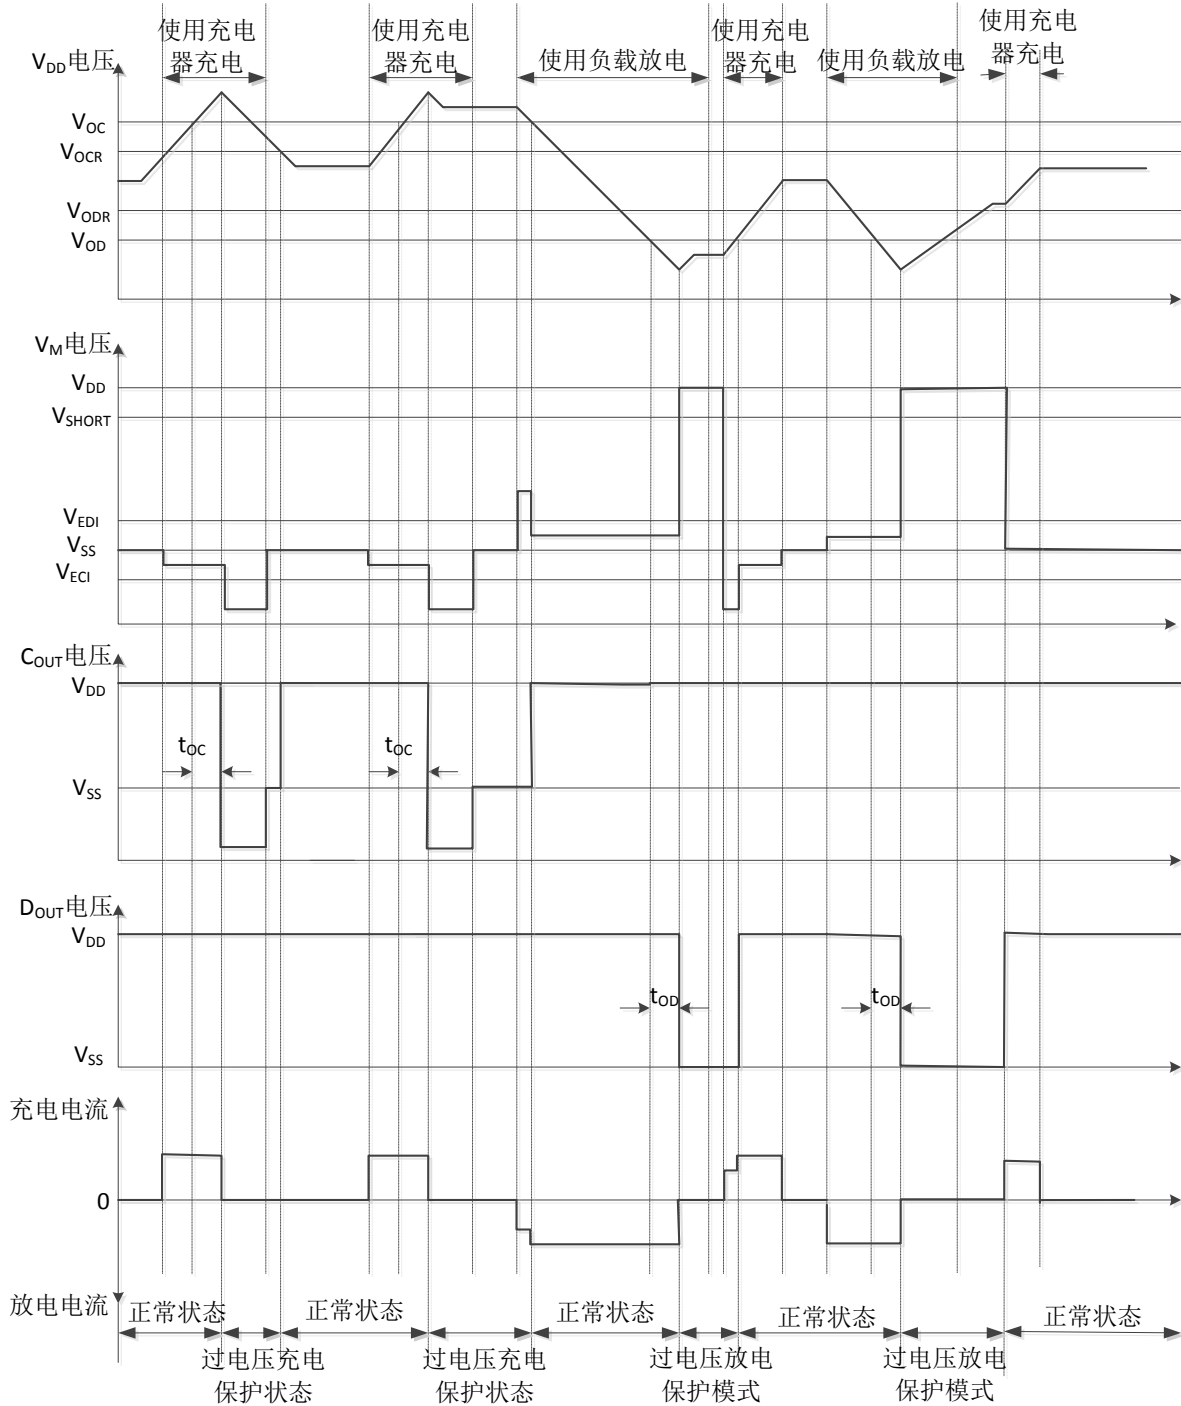 使用充电
器充电
使用充电
器充电
使用负载放电
使用充电
器充电
使用负载放电
使用充电
器充电
VDD电压
VOC
VOCR
VODR
VOD
VM电压
VDD
VSHORT
VEDI
VSS
VECI
COUT电压
VDD
tOC
tOC
VSS
DOUT电压
VDD
tOD
tOD
VSS
充电电流
0
放电电流
正常状态
正常状态
正常状态
正常状态
正常状态
过电压充电
保护状态
过电压充电
保护状态
过电压放电
保护模式
过电压放电
保护模式